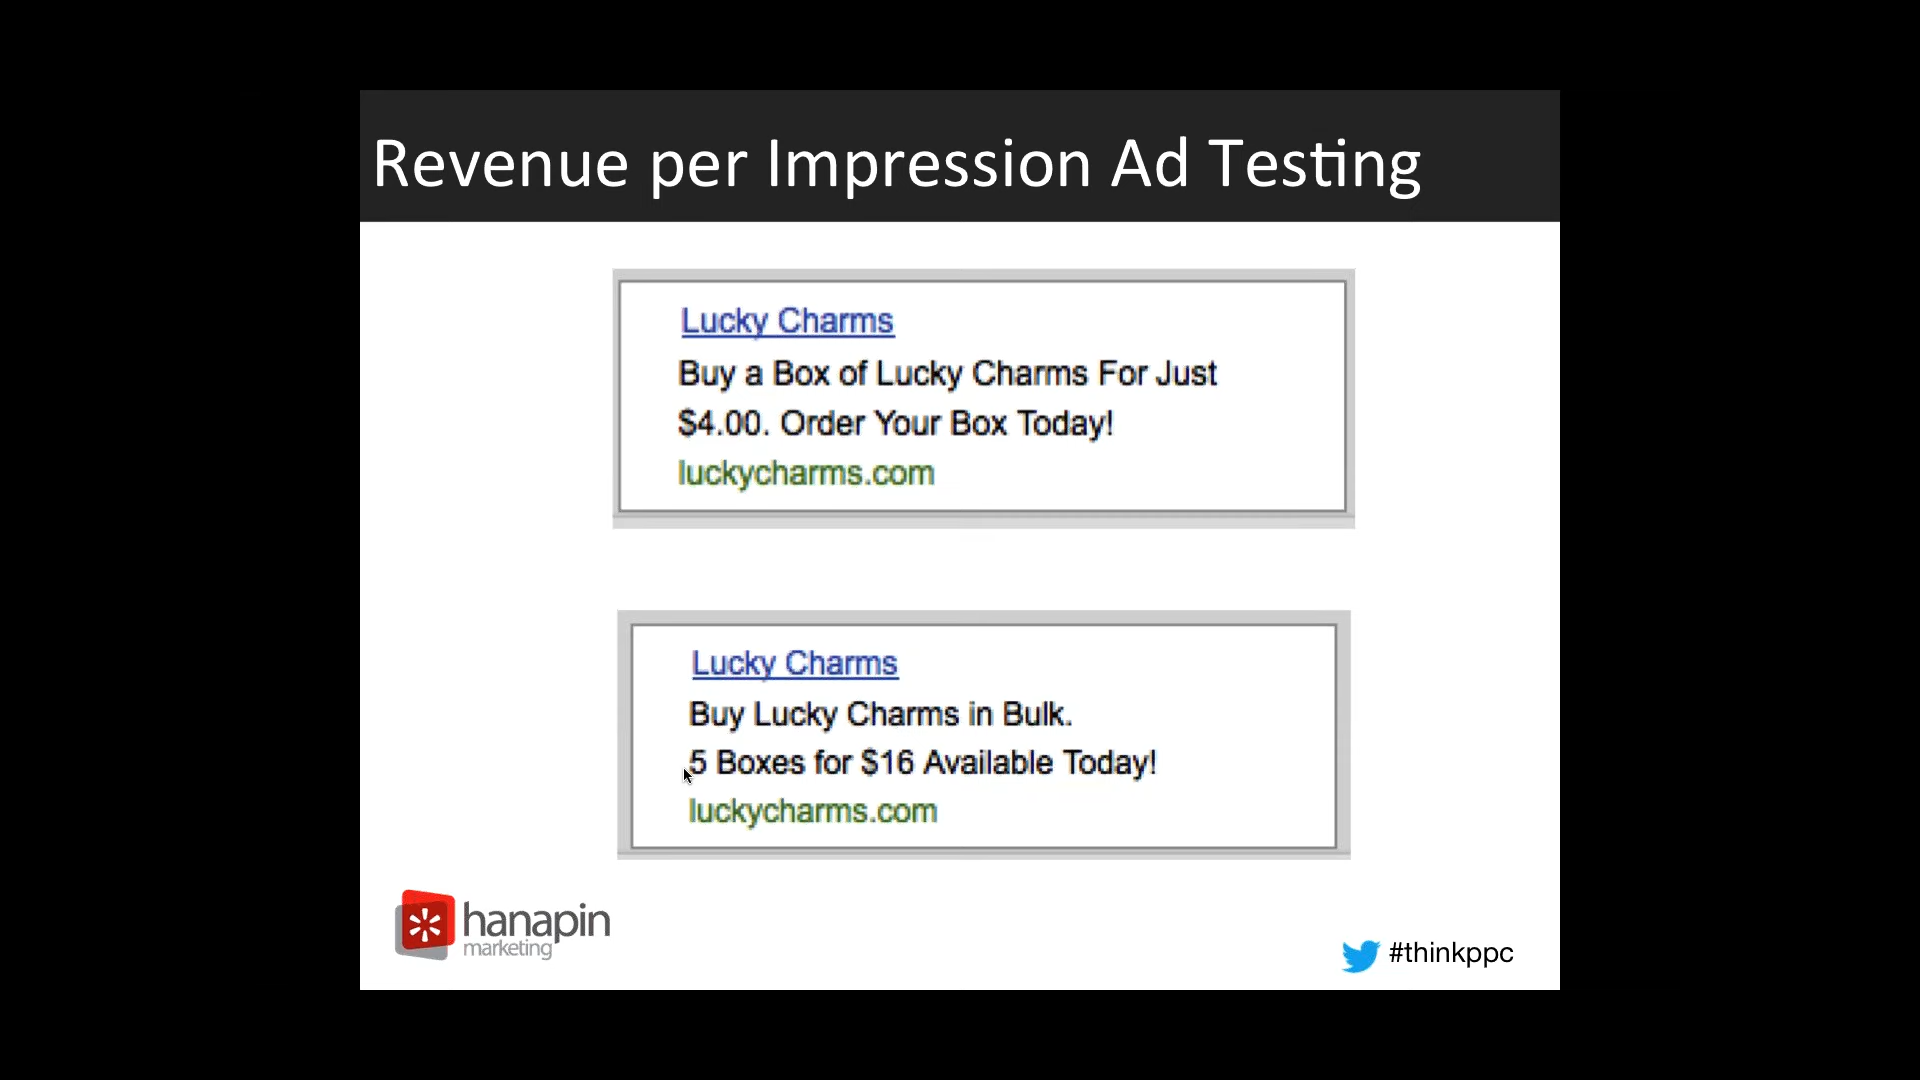 Revenue per Impression Ad Testing
Lucky Charms
Buy a Box of Lucky Charms For Just
$4.00. Order Your Box Today!
luckycharms.com
Lucky Charms
Buy Lucky Charms in Bulk.
5 Boxes for $16 Available Today!
luckycharms.com
hanapin
marketing
#thinkppc